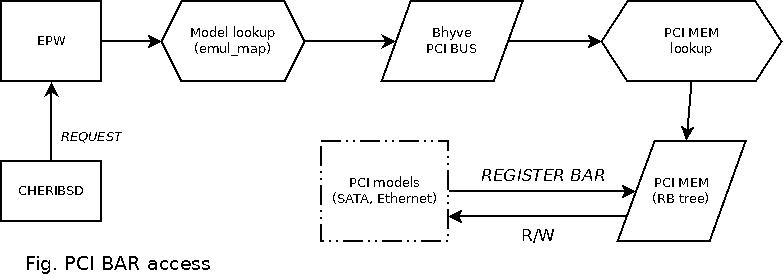 EPW
Model lookup
(emul_map)
Bhyve
PCI BUS
PCI MEM
lookup
REQUEST
CHERIBSD
PCI models
(SATA, Ethernet)
REGISTER BAR
R/W
PCI MEM
(RB tree)
Fig. PCI BAR access